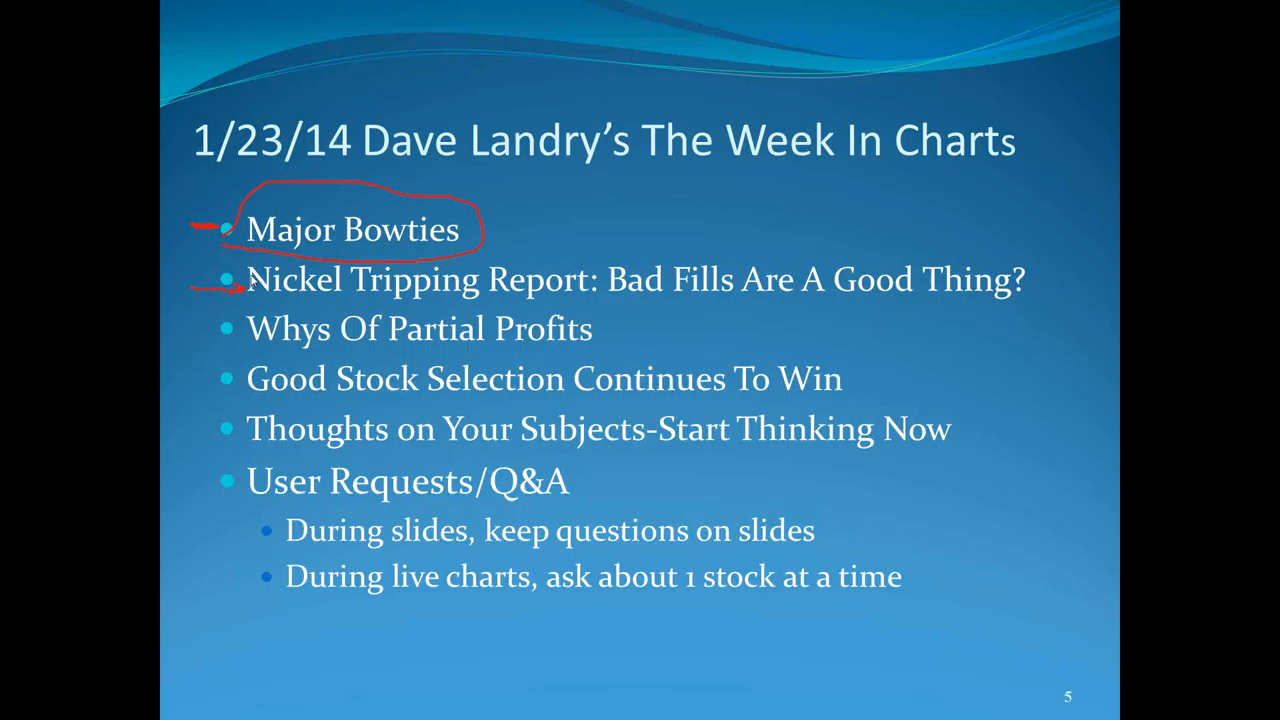 1/23/14 Dave Landry’s The Week In Charts
Major Bowties
Nickel Tripping Report: Bad Fills Are A Good Thing?
Whys Of Partial Profits
Good Stock Selection Continues To Win
Thoughts on Your Subjects-Start Thinking Now
User Requests/Q&A
During slides, keep questions on slides
During live charts, ask about 1 stock at a time
5